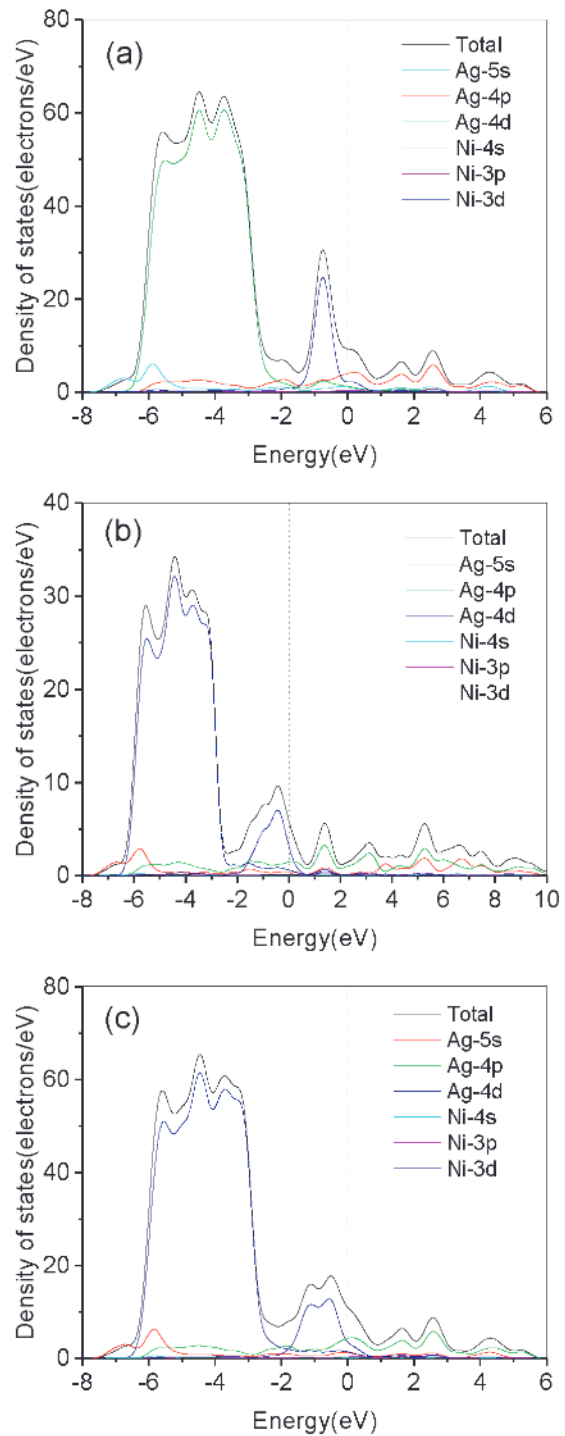 (a)
Total
Ag-5s
Ag-4p
Ag-4d
Ni-4s
Ni-3p
Ni-3d
Density of states(electrons/eV)
80
60
40
20
0
-8 -6 -4 -2 0 2 4 6
Energy(eV)
(b)
Total
Ag-5s
Ag-4p
Ag-4d
Ni-4s
Ni-3p
Ni-3d
Density of states(electrons/eV)
40
30
20
10
0
-8 -6 -4 -2 0 2 4 6 8 10
Energy(eV)
(c)
Total
Ag-5s
Ag-4p
Ag-4d
Ni-4s
Ni-3p
Ni-3d
Density of states(electrons/eV)
80
60
40
20
0
-8 -6 -4 -2 0 2 4 6
Energy(eV)